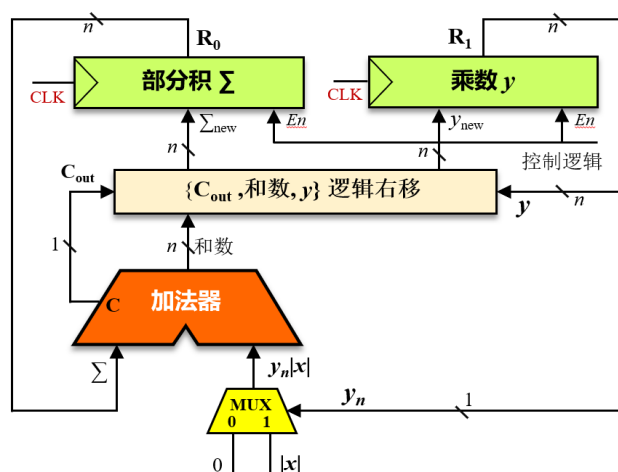 n R₀ R₁ n
部分积 ∑ 乘数 y
CLK CLK
∑new En yₙₑw En
n n 控制逻辑
Cout {Cout ,和数, y} 逻辑右移
y n
1 n 和数
C 加法器
∑ yₙ|x|
MUX yₙ 1
0 1
0 |x|